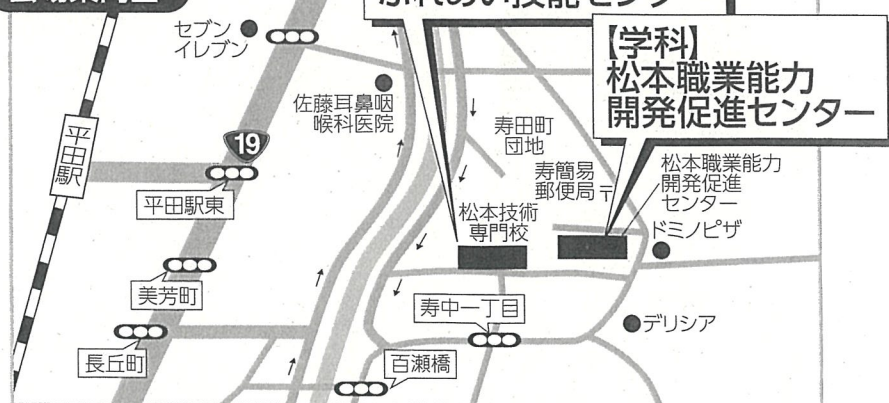 セブン
イレブン
佐藤耳鼻咽
喉科医院
【学科】
松本職業能力
開発促進センター
19
平田駅
平田駅東
寿田町
団地
寿簡易
郵便局〒
松本職業能力
開発促進
センター
松本技術
専門校
ドミノピザ
美芳町
寿中一丁目
デリシア
長丘町
百瀬橋